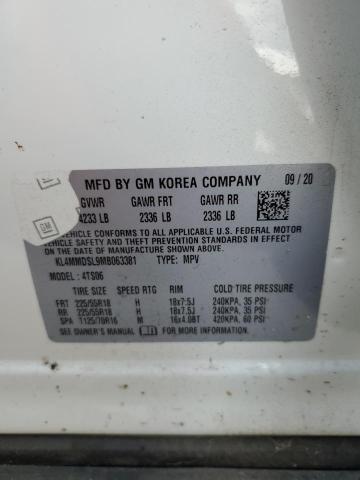 MFD BY GM KOREA COMPANY 09 / 20
GVWR GAWR FRT GAWR RR
4233 LB 2336 LB 2336 LB
VEHICLE CONFORMS TO ALL APPLICABLE U.S. FEDERAL MOTOR
VEHICLE SAFETY, BUMPER, AND THEFT PREVENTION STANDARDS
IN EFFECT ON THE DATE OF MANUFACTURE SHOWN ABOVE.
KL4MMDSL9MB063381 TYPE: MPV
MODEL: 4TS06
TIRE SIZE SPEED RTG RIM COLD TIRE PRESSURE
FRT 225/55R18 H 18x7.5J 240KPA, 35 PSI
RR 225/55R18 H 18x7.5J 240KPA, 35 PSI
SPA T125/70R16 M 16x4.0BT 420KPA, 60 PSI
SEE OWNER'S MANUAL FOR ADDITIONAL INFORMATION.
GM